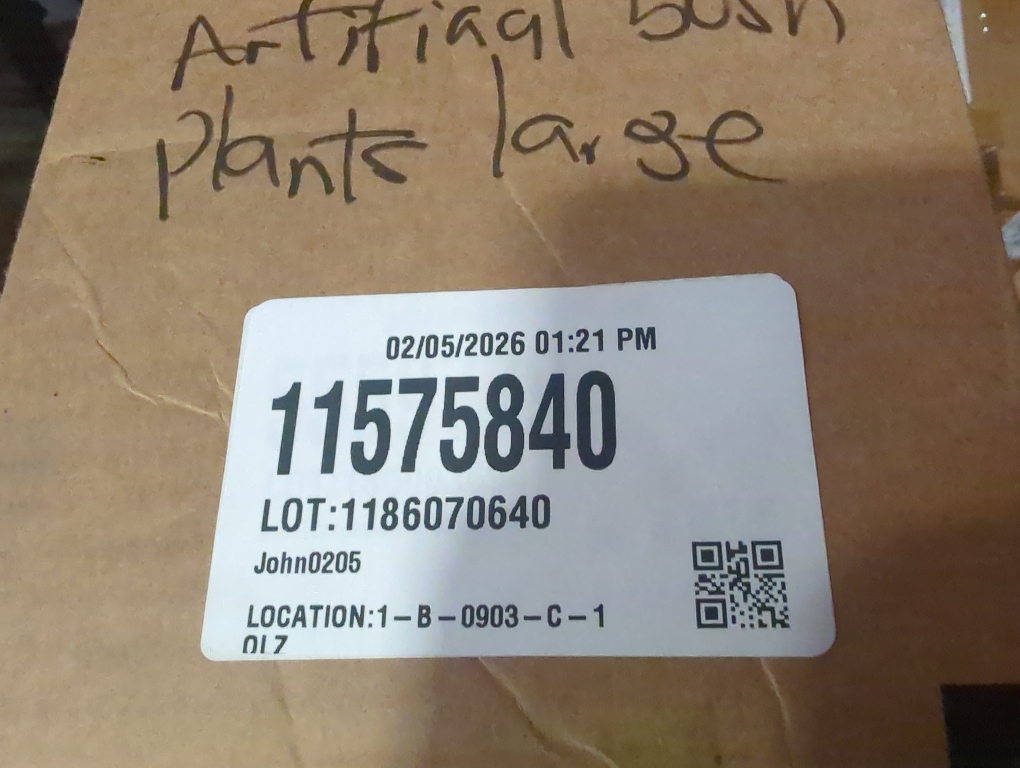 Artifiaal bush
plants large
02/05/2026 01:21 PM
11575840
LOT:1186070640
John0205
LOCATION:1-B-0903-C-1